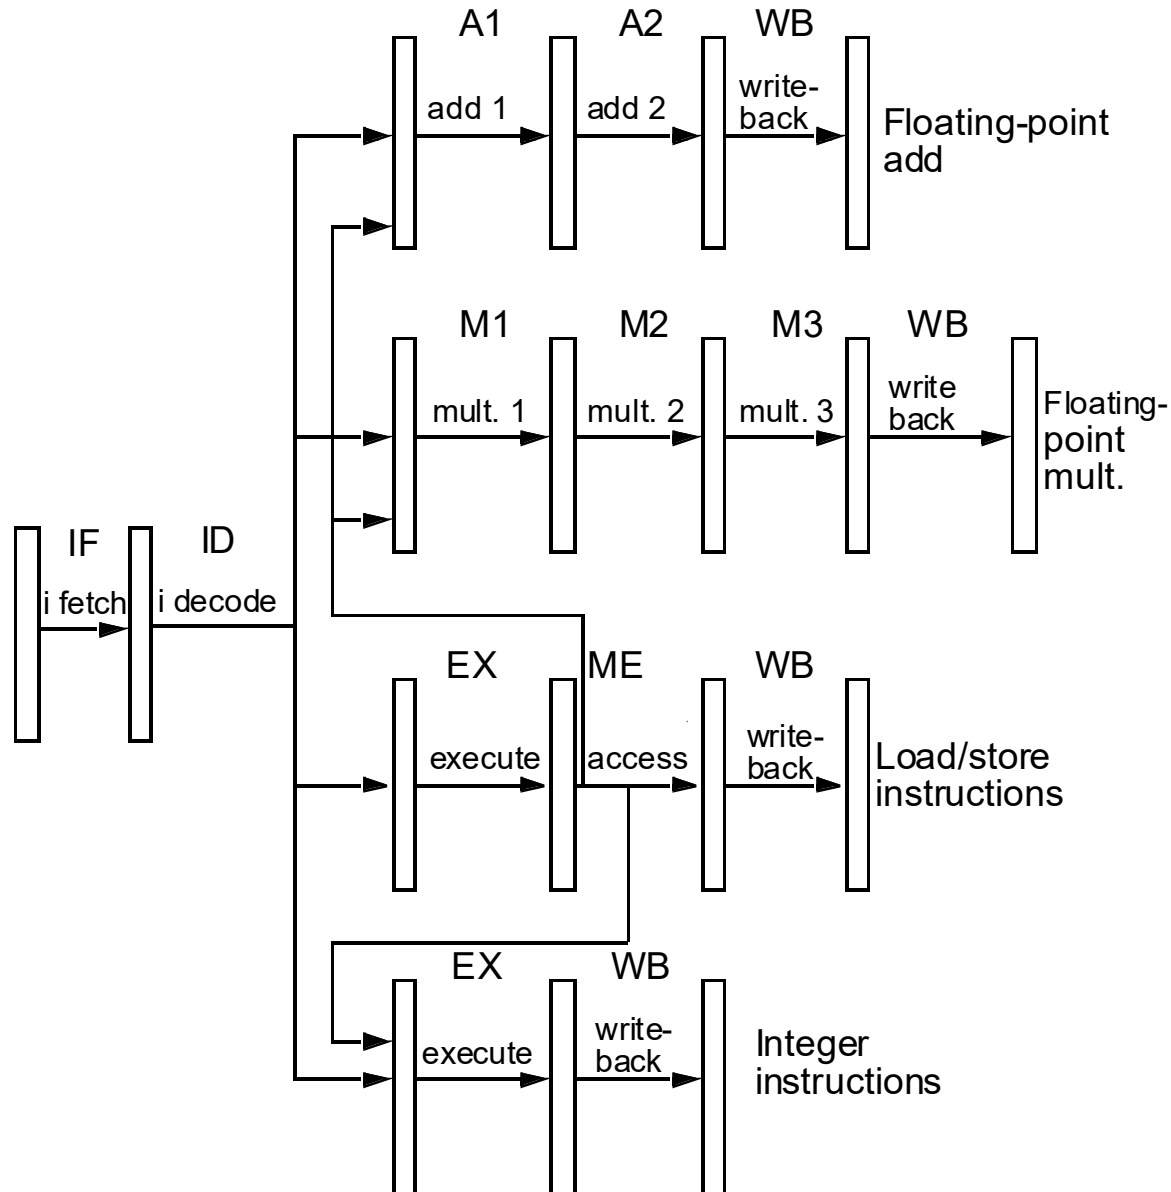 A1 A2 WB
add 1 add 2 write-
back
Floating-point
add
M1 M2 M3 WB
mult. 1 mult. 2 mult. 3 write
back
Floating-
point
mult.
IF ID
i fetch i decode
EX ME WB
execute access write-
back
Load/store
instructions
EX WB
execute write-
back
Integer
instructions